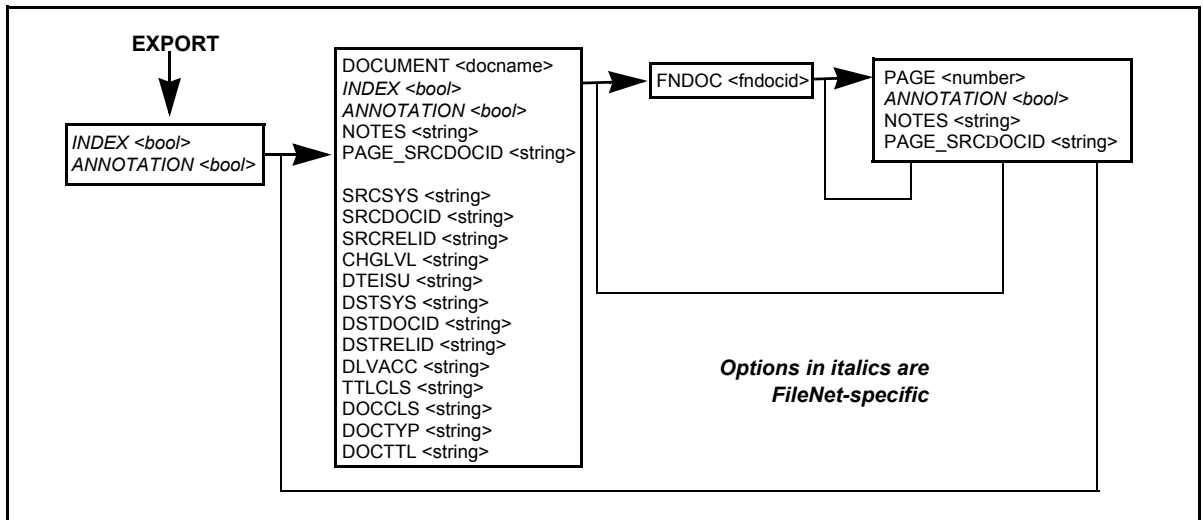 EXPORT
INDEX <bool>
ANNOTATION <bool>
DOCUMENT <docname>
INDEX <bool>
ANNOTATION <bool>
NOTES <string>
PAGE_SRCDOCID <string>
SRCSYS <string>
SRCDOCID <string>
SRCRELID <string>
CHGLVL <string>
DTEISU <string>
DSTSYS <string>
DSTDOCID <string>
DSTRELID <string>
DLVACC <string>
TTLCLS <string>
DOCCLS <string>
DOCTYP <string>
DOCTTL <string>
FNDOC <fndocid>
PAGE <number>
ANNOTATION <bool>
NOTES <string>
PAGE_SRCDOCID <string>
Options in italics are
FileNet-specific